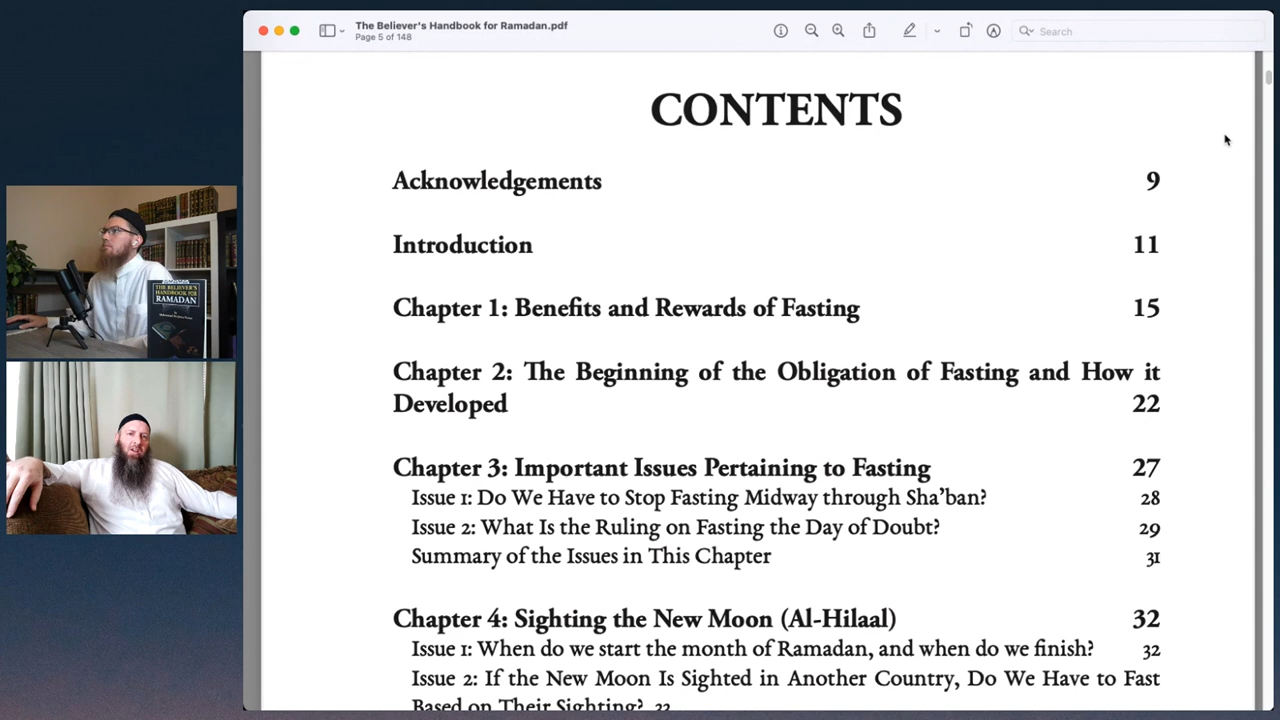 The Believer's Handbook for Ramadan.pdf
Page 5 of 148
Search
CONTENTS
Acknowledgements 9
Introduction 11
Chapter 1: Benefits and Rewards of Fasting 15
Chapter 2: The Beginning of the Obligation of Fasting and How it
Developed 22
Chapter 3: Important Issues Pertaining to Fasting 27
Issue 1: Do We Have to Stop Fasting Midway through Sha'ban? 28
Issue 2: What Is the Ruling on Fasting the Day of Doubt? 29
Summary of the Issues in This Chapter 31
Chapter 4: Sighting the New Moon (Al-Hilaal) 32
Issue 1: When do we start the month of Ramadan, and when do we finish? 32
Issue 2: If the New Moon Is Sighted in Another Country, Do We Have to Fast
Based on Their Sighting? 33
THE BELIEVER'S
HANDBOOK FOR
RAMADAN